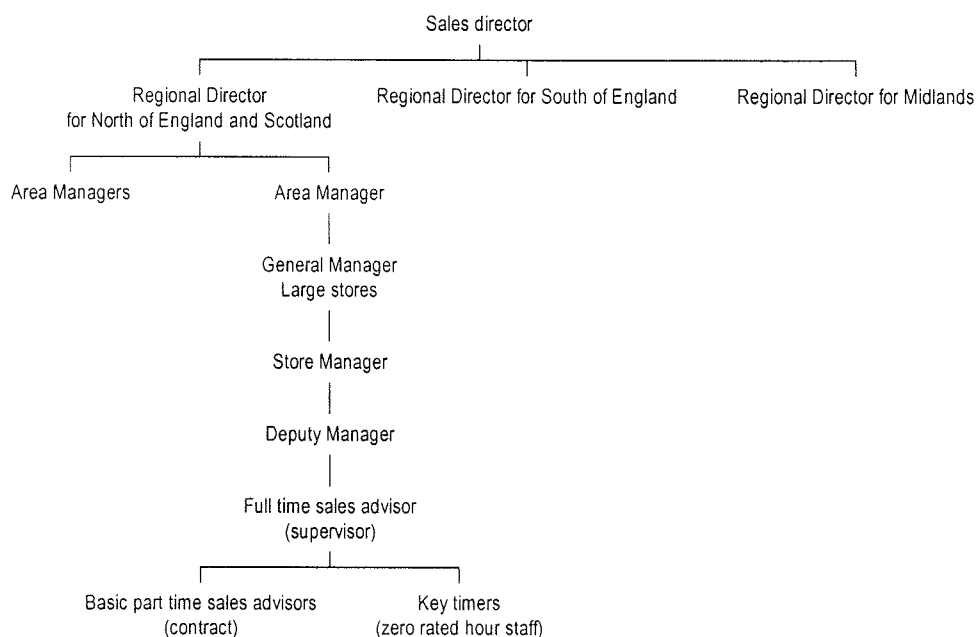 Sales director
Regional Director
for North of England and Scotland
Regional Director for South of England
Regional Director for Midlands
Area Managers
Area Manager
General Manager
Large stores
Store Manager
Deputy Manager
Full time sales advisor
(supervisor)
Basic part time sales advisors
(contract)
Key timers
(zero rated hour staff)